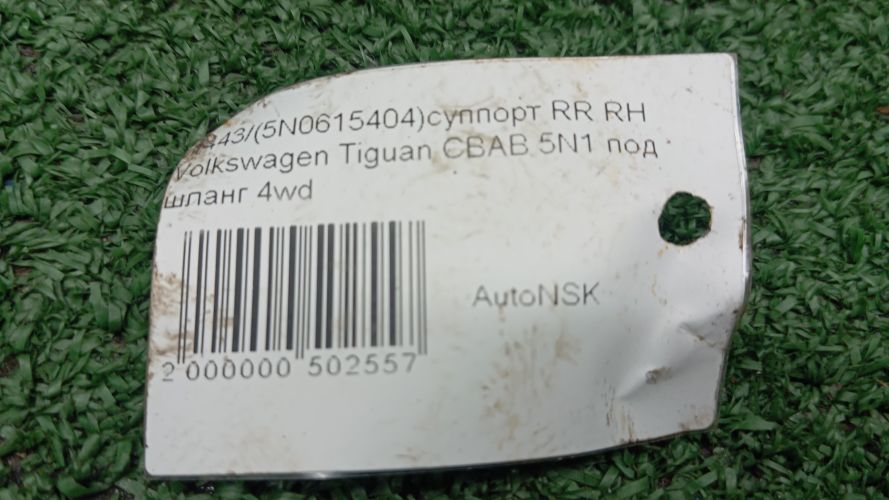 43/(5N0615404)суппорт RR RH
Volkswagen Tiguan CBAB 5N1 под
шланг 4wd
AutoNSK
2 000000 502557